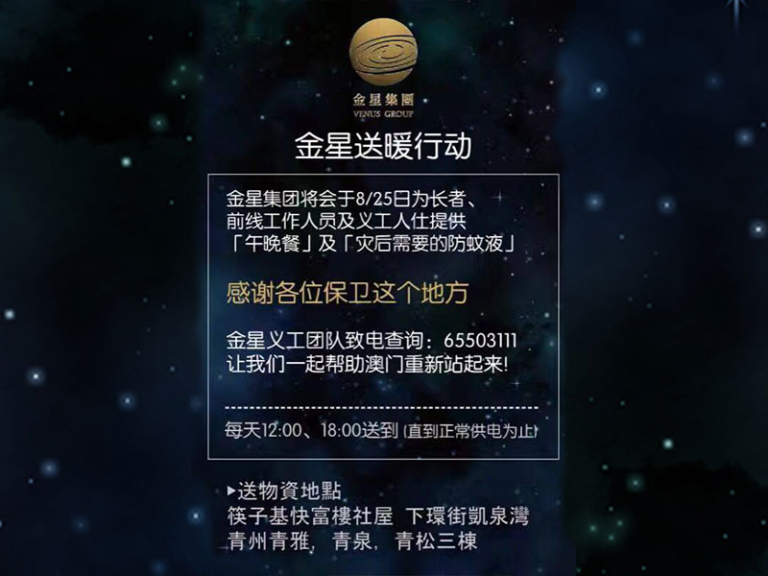 金星集團
VENUS GROUP
金星送暖行动
金星集团将会于8/25日为长者、
前线工作人员及义工人仕提供
「午晚餐」及「灾后需要的防蚊液」
感谢各位保卫这个地方
金星义工团队致电查询：65503111
让我们一起帮助澳门重新站起来!
每天12:00、18:00送到 (直到正常供电为止)
▶送物資地點
筷子基快富樓社屋 下環街凱泉灣
青州青雅，青泉，青松三棟